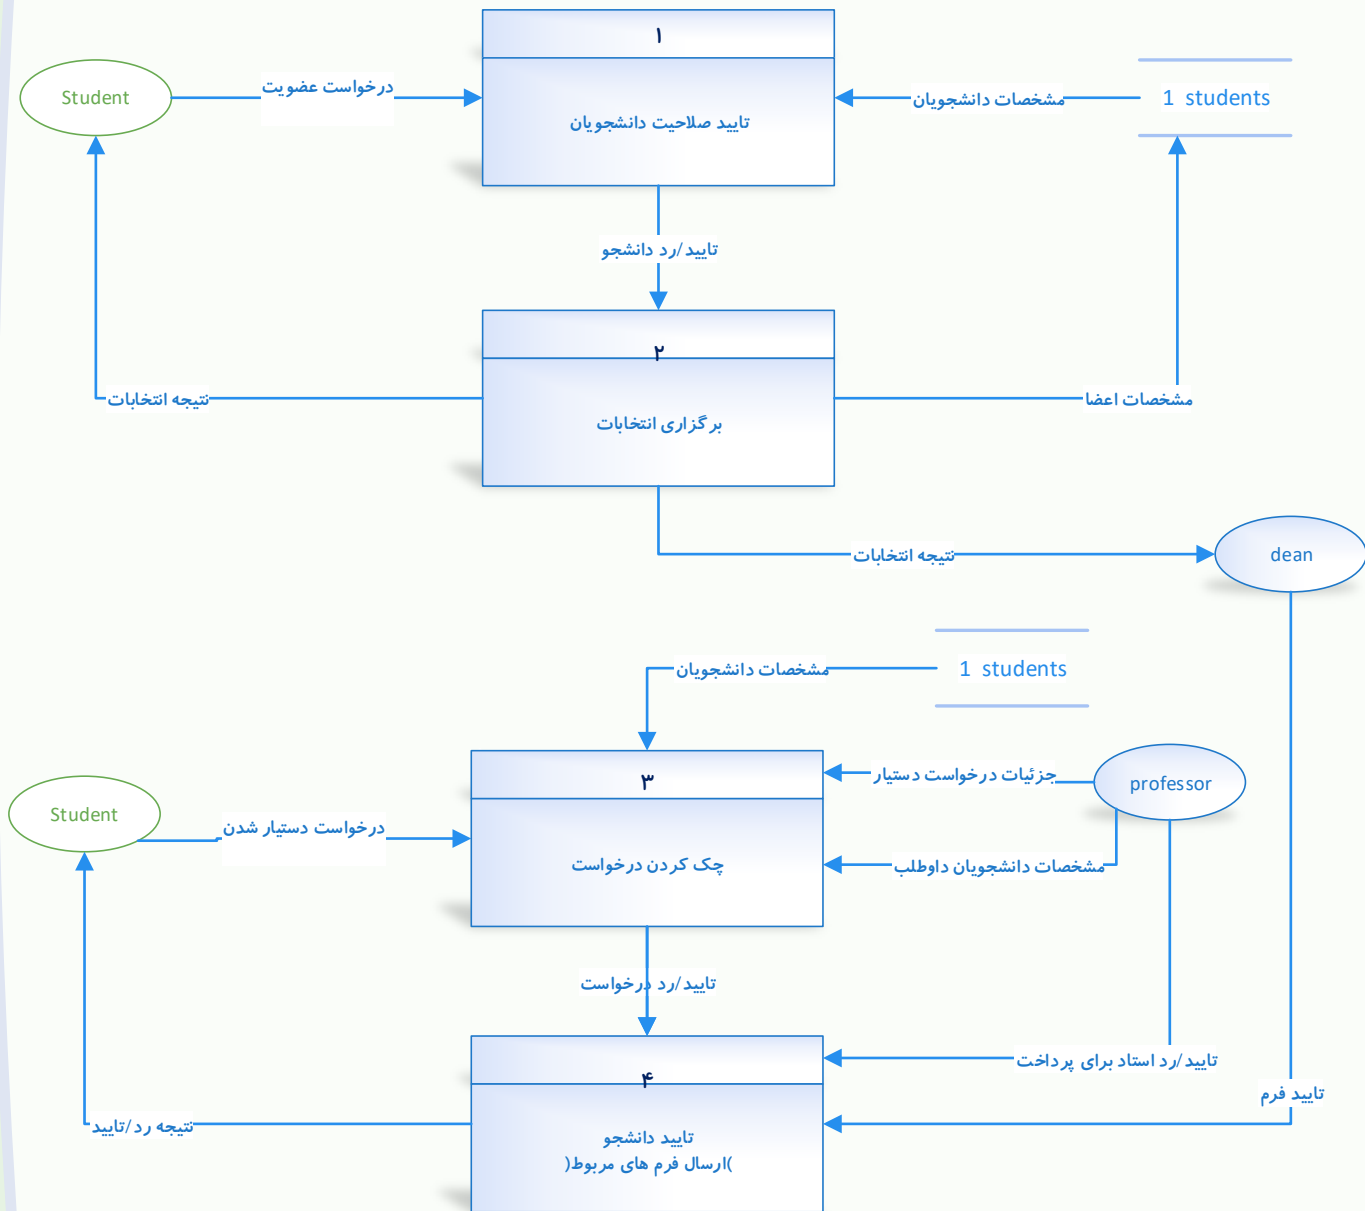 ۱
Student
درخواست عضویت
مشخصات دانشجویان
1 students
تایید صلاحیت دانشجویان
تایید/رد دانشجو
۲
نتیجه انتخابات
برگزاری انتخابات
مشخصات اعضا
نتیجه انتخابات
dean
مشخصات دانشجویان
1 students
۳
جزئیات درخواست دستیار
professor
Student
درخواست دستیار شدن
چک کردن درخواست
مشخصات دانشجویان داوطلب
تایید/رد درخواست
تایید/رد استاد برای پرداخت
۴
تایید فرم
نتیجه رد/تایید
تایید دانشجو
)ارسال فرم های مربوط(